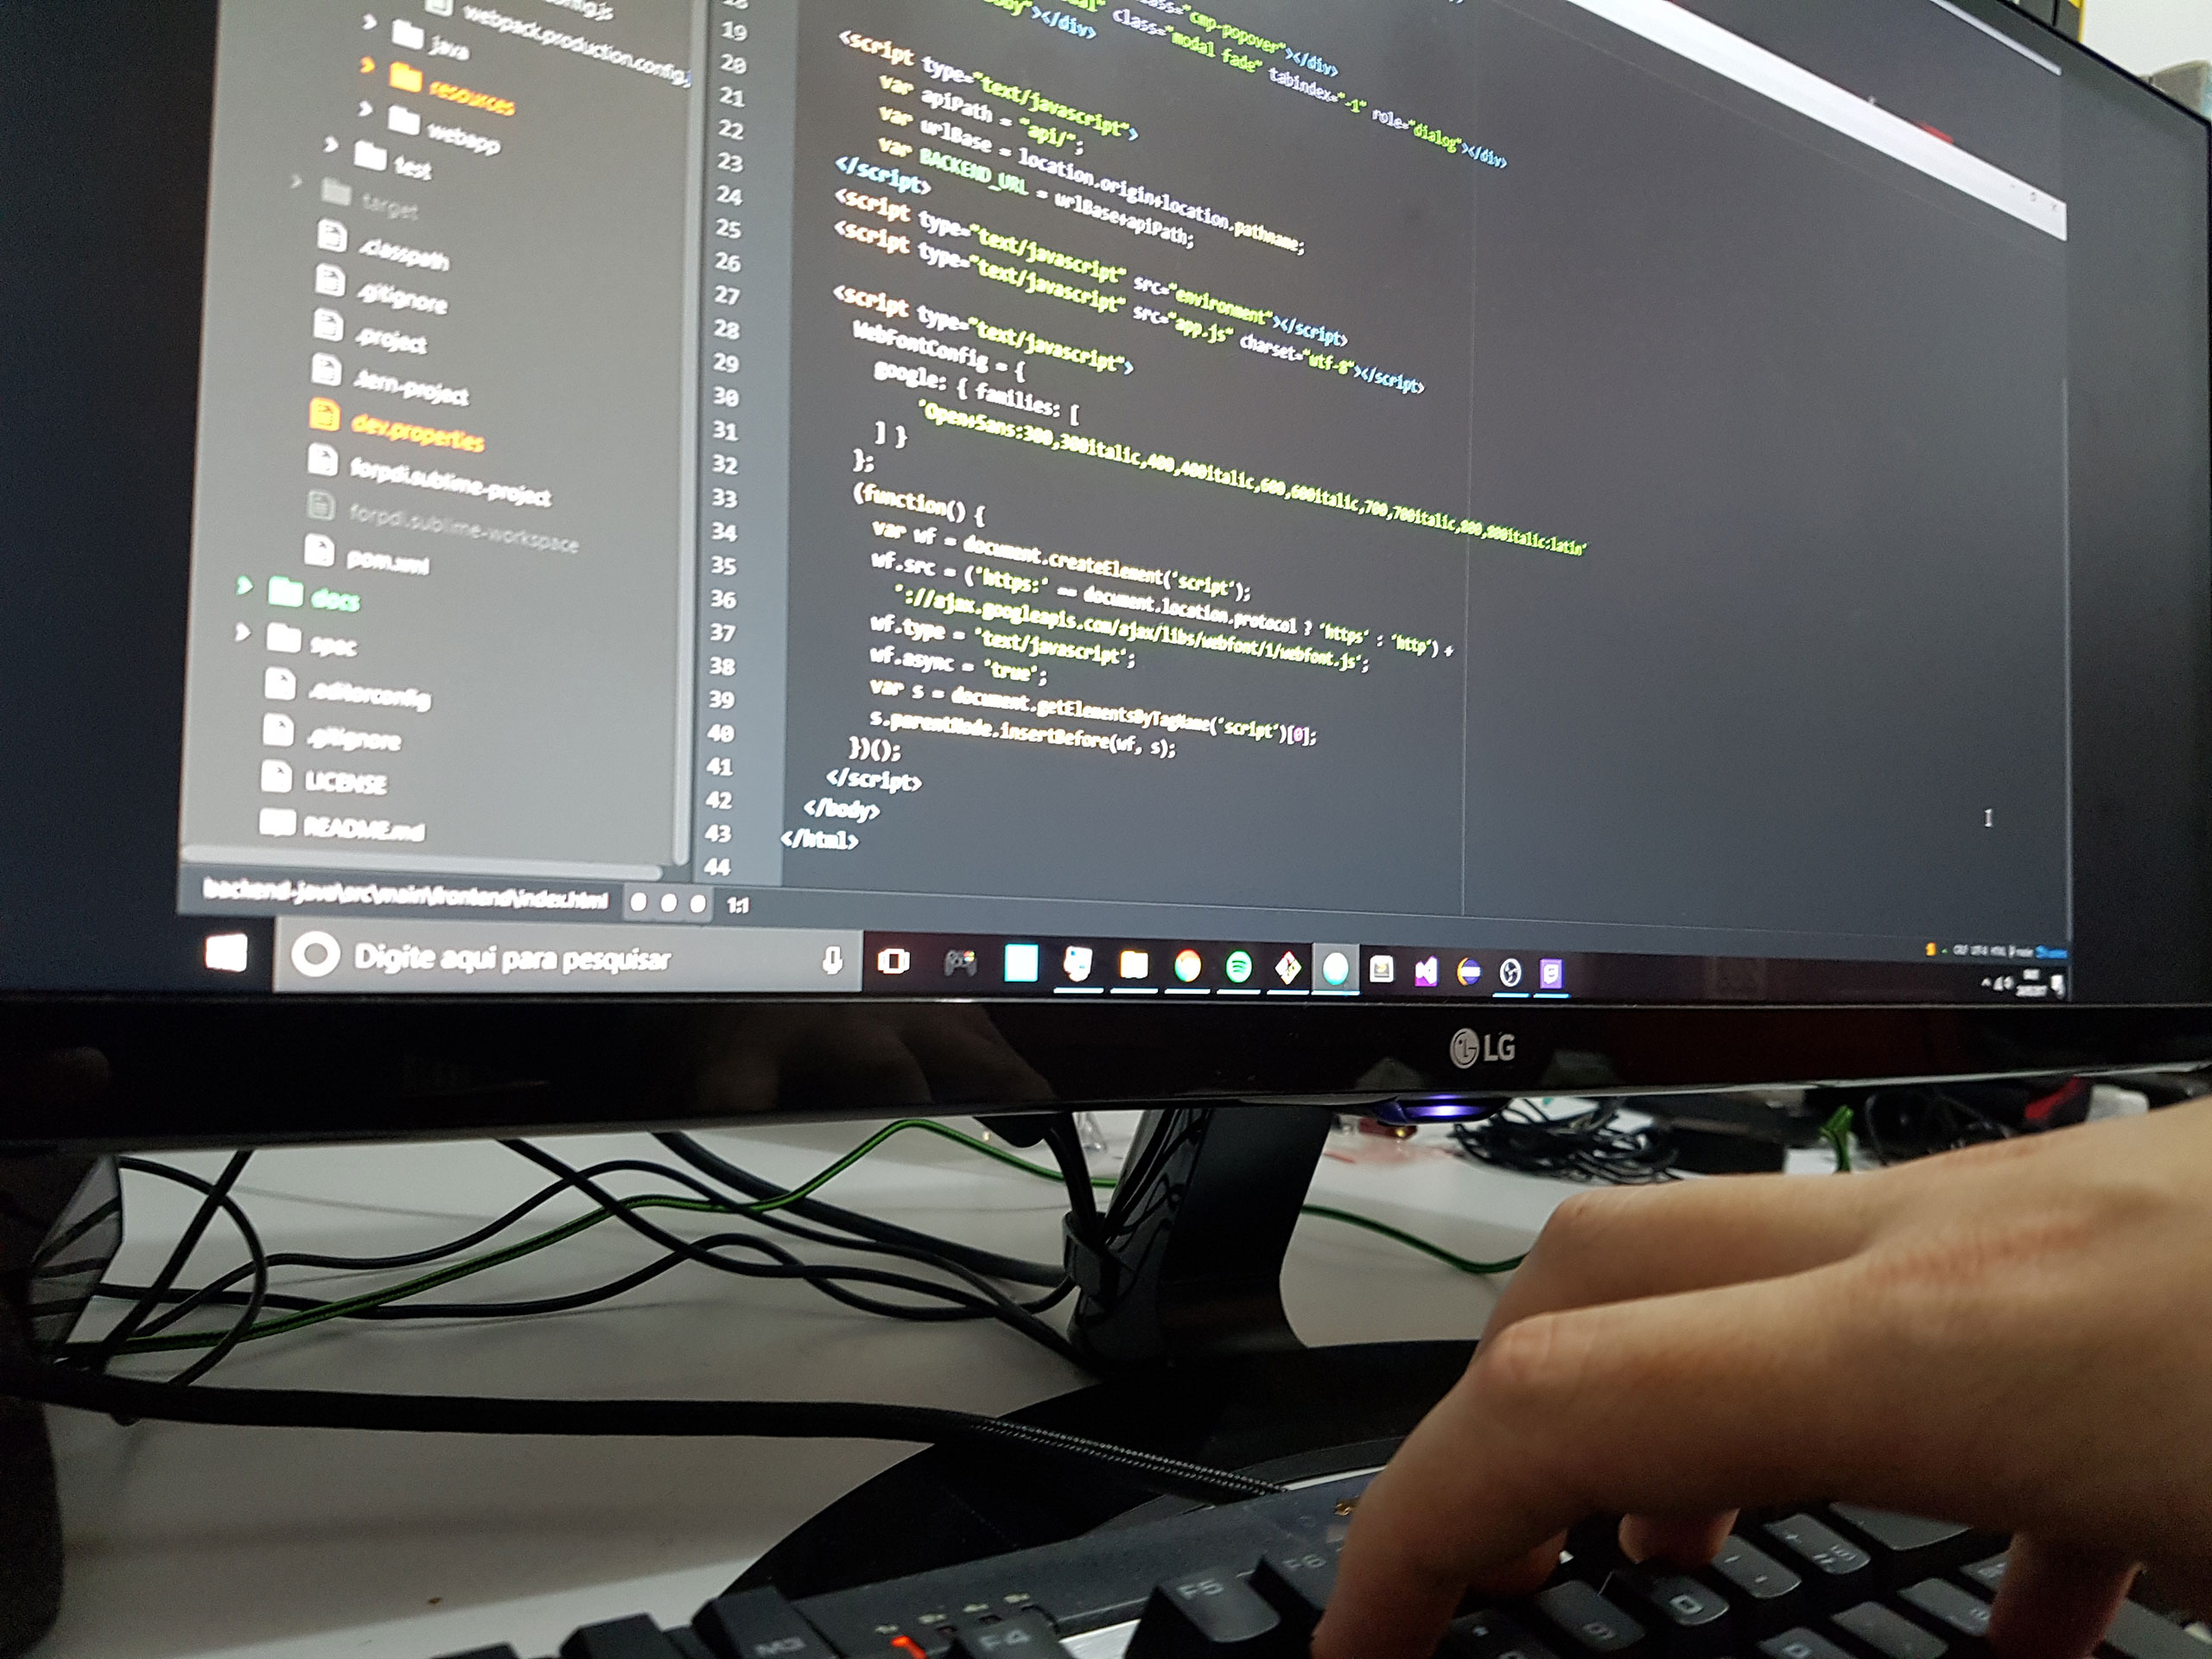 webpack.production.config.j
java
resources
webapp
test
target
.classpath
.gitignore
.project
.tern-project
dev.properties
forpdi.sublime-project
forpdi.sublime-workspace
pom.xml
docs
spec
.editorconfig
.gitignore
LICENSE
README.md
18
19
20
21
22
23
24
25
26
27
28
29
30
31
32
33
34
35
36
37
38
39
40
41
42
43
44
class="cmp-popover"></div>
class="modal fade" tabindex="-1" role="dialog"></div>
body"></div>
<script type="text/javascript">
var apiPath = "api/";
var urlBase = location.origin+location.pathname;
var BACKEND_URL = urlBase+apiPath;
</script>
<script type="text/javascript" src="environment"></script>
<script type="text/javascript" src="app.js" charset="utf-8"></script>
<script type="text/javascript">
WebFontConfig = {
google: { families: [
'Open+Sans:300,300italic,400,400italic,600,600italic,700,700italic,800,800italic:latin'
] }
};
(function() {
var wf = document.createElement('script');
wf.src = ('https:' == document.location.protocol ? 'https' : 'http') +
'://ajax.googleapis.com/ajax/libs/webfont/1/webfont.js';
wf.type = 'text/javascript';
wf.async = 'true';
var s = document.getElementsByTagName('script')[0];
s.parentNode.insertBefore(wf, s);
})();
</script>
</body>
</html>
backend-java\src\main\frontend\index.html
1:1
Digite aqui para pesquisar
LG
M3
F4
F5
F6